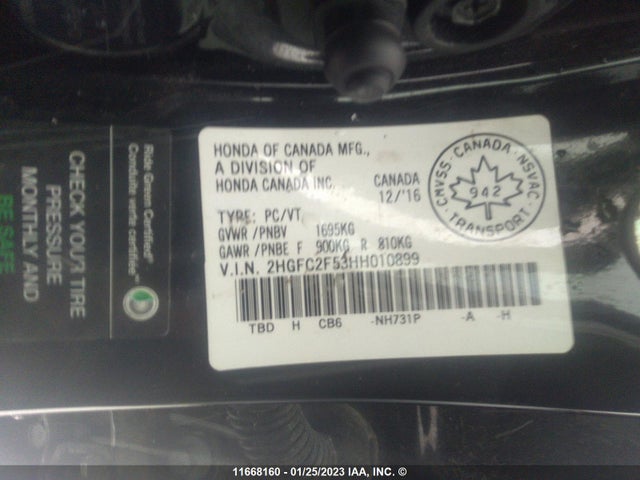 HONDA OF CANADA MFG.,
A DIVISION OF
HONDA CANADA INC.
CANADA
12/'16
TYPE: PC/VT
GVWR /PNBV 1695KG
GAWR /PNBE F 900KG R 810KG
V.I.N. 2HGFC2F53HH010899
TBD H CB6 -NH731P -A -H
CMVSS · CANADA · NSVAC
942
TRANSPORT
Ride Green Certified
Conduite verte certifiée
CHECK YOUR TIRE
PRESSURE
MONTHLY AND
BE SAFE
11668160 - 01/25/2023 IAA, INC. ©